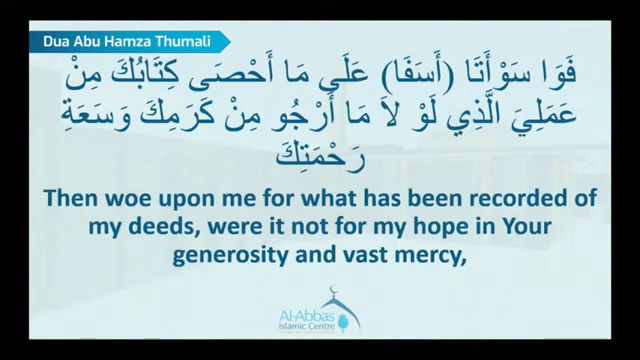 Dua Abu Hamza Thumali
فَوَا سَوْأَتَا (أَسَفَا) عَلَى مَا أَحْصَى كِتَابُكَ مِنْ
عَمَلِيَ الَّذِي لَوْ لاَ مَا أَرْجُو مِنْ كَرَمِكَ وَ سَعَةِ
رَحْمَتِكَ
Then woe upon me for what has been recorded of
my deeds, were it not for my hope in Your
generosity and vast mercy,
Al-Abbas
Islamic Centre